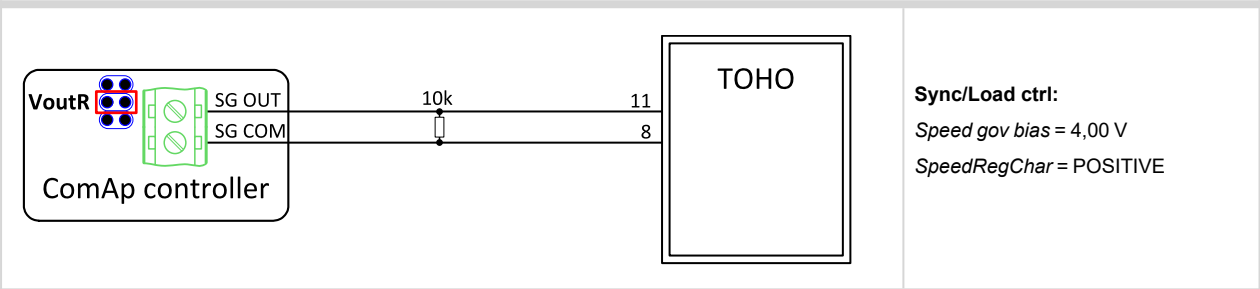 VoutR
SG OUT
SG COM
ComAp controller
10k
11
8
TOHO
Sync/Load ctrl:
Speed gov bias = 4,00 V
SpeedRegChar = POSITIVE